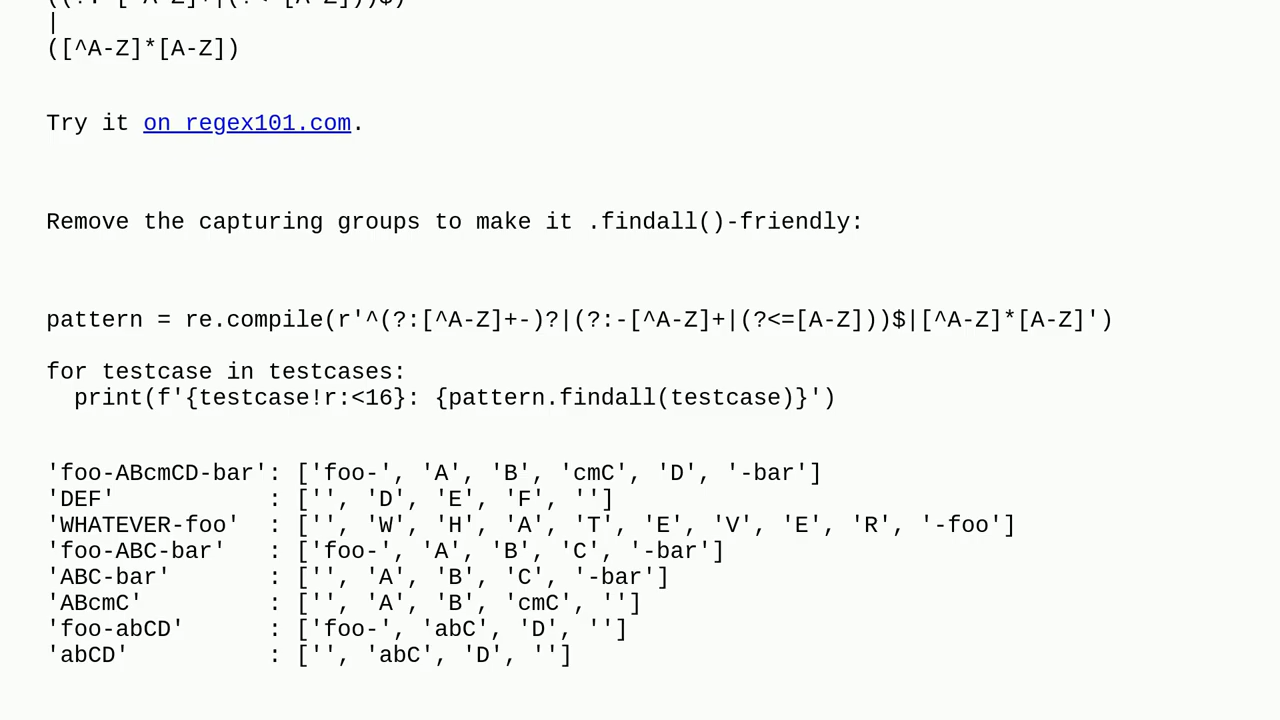 |
([^A-Z]*[A-Z])
Try it on regex101.com.
Remove the capturing groups to make it .findall()-friendly:
pattern = re.compile(r'^(?:[^A-Z]+-)?|(?:-[^A-Z]+|(?<=[A-Z]))$|[^A-Z]*[A-Z]')
for testcase in testcases:
  print(f'{testcase!r:<16}: {pattern.findall(testcase)}')
'foo-ABcmCD-bar': ['foo-', 'A', 'B', 'cmC', 'D', '-bar']
'DEF'           : ['', 'D', 'E', 'F', '']
'WHATEVER-foo'  : ['', 'W', 'H', 'A', 'T', 'E', 'V', 'E', 'R', '-foo']
'foo-ABC-bar'   : ['foo-', 'A', 'B', 'C', '-bar']
'ABC-bar'       : ['', 'A', 'B', 'C', '-bar']
'ABcmC'         : ['', 'A', 'B', 'cmC', '']
'foo-abCD'      : ['foo-', 'abC', 'D', '']
'abCD'          : ['', 'abC', 'D', '']